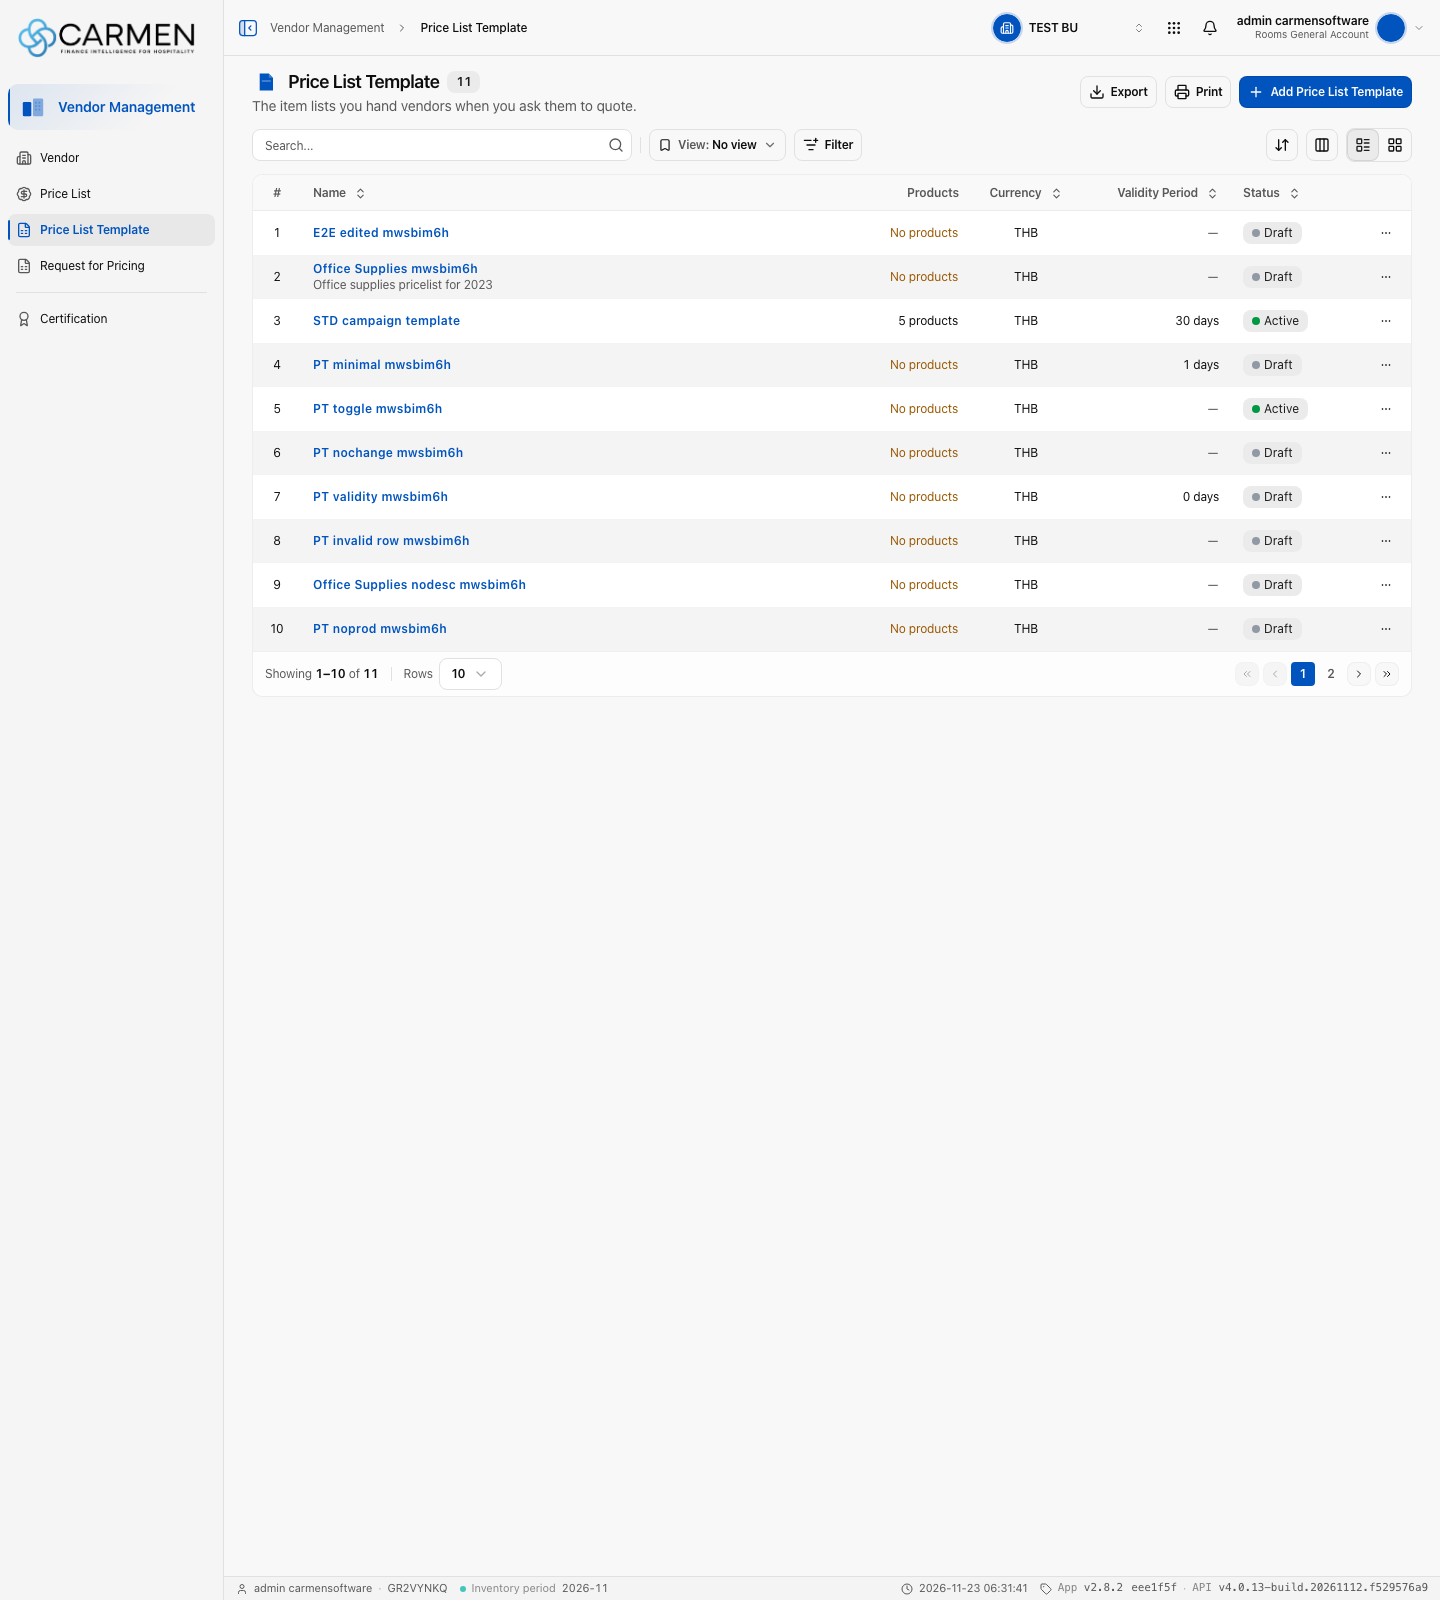 CARMEN
FINANCE INTELLIGENCE FOR HOSPITALITY
Vendor Management
Vendor
Price List
Price List Template
Request for Pricing
Certification
Vendor Management > Price List Template
TEST BU
admin carmensoftware
Rooms General Account
Price List Template 11
The item lists you hand vendors when you ask them to quote.
Export
Print
Add Price List Template
Search...
View: No view
Filter
# Name Products Currency Validity Period Status
1 E2E edited mwsbim6h No products THB — Draft ...
2 Office Supplies mwsbim6h No products THB — Draft ...
Office supplies pricelist for 2023
3 STD campaign template 5 products THB 30 days Active ...
4 PT minimal mwsbim6h No products THB 1 days Draft ...
5 PT toggle mwsbim6h No products THB — Active ...
6 PT nochange mwsbim6h No products THB — Draft ...
7 PT validity mwsbim6h No products THB 0 days Draft ...
8 PT invalid row mwsbim6h No products THB — Draft ...
9 Office Supplies nodesc mwsbim6h No products THB — Draft ...
10 PT noprod mwsbim6h No products THB — Draft ...
Showing 1–10 of 11 Rows 10 « ‹ 1 2 › »
admin carmensoftware · GR2VYNKQ Inventory period 2026-11 2026-11-23 06:31:41 App v2.8.2 eee1f5f · API v4.0.13-build.20261112.f529576a9